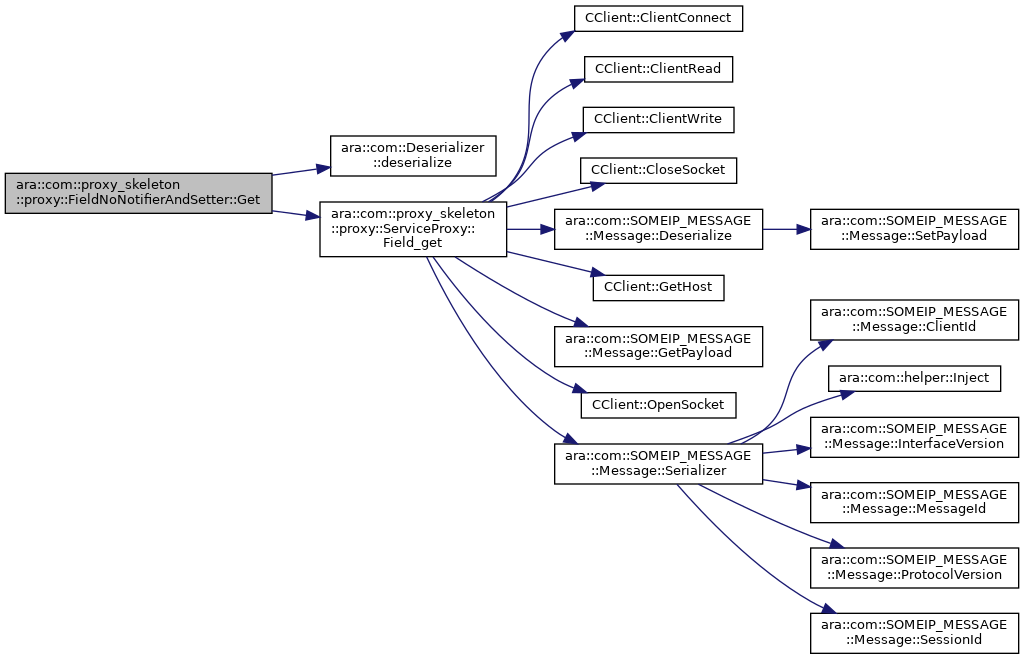 ara::com::proxy_skeleton
::proxy::FieldNoNotifierAndSetter::Get
ara::com::Deserializer
::deserialize
ara::com::proxy_skeleton
::proxy::ServiceProxy::
Field_get
CClient::ClientConnect
CClient::ClientRead
CClient::ClientWrite
CClient::CloseSocket
ara::com::SOMEIP_MESSAGE
::Message::Deserialize
CClient::GetHost
ara::com::SOMEIP_MESSAGE
::Message::GetPayload
CClient::OpenSocket
ara::com::SOMEIP_MESSAGE
::Message::Serializer
ara::com::SOMEIP_MESSAGE
::Message::SetPayload
ara::com::SOMEIP_MESSAGE
::Message::ClientId
ara::com::helper::Inject
ara::com::SOMEIP_MESSAGE
::Message::InterfaceVersion
ara::com::SOMEIP_MESSAGE
::Message::MessageId
ara::com::SOMEIP_MESSAGE
::Message::ProtocolVersion
ara::com::SOMEIP_MESSAGE
::Message::SessionId